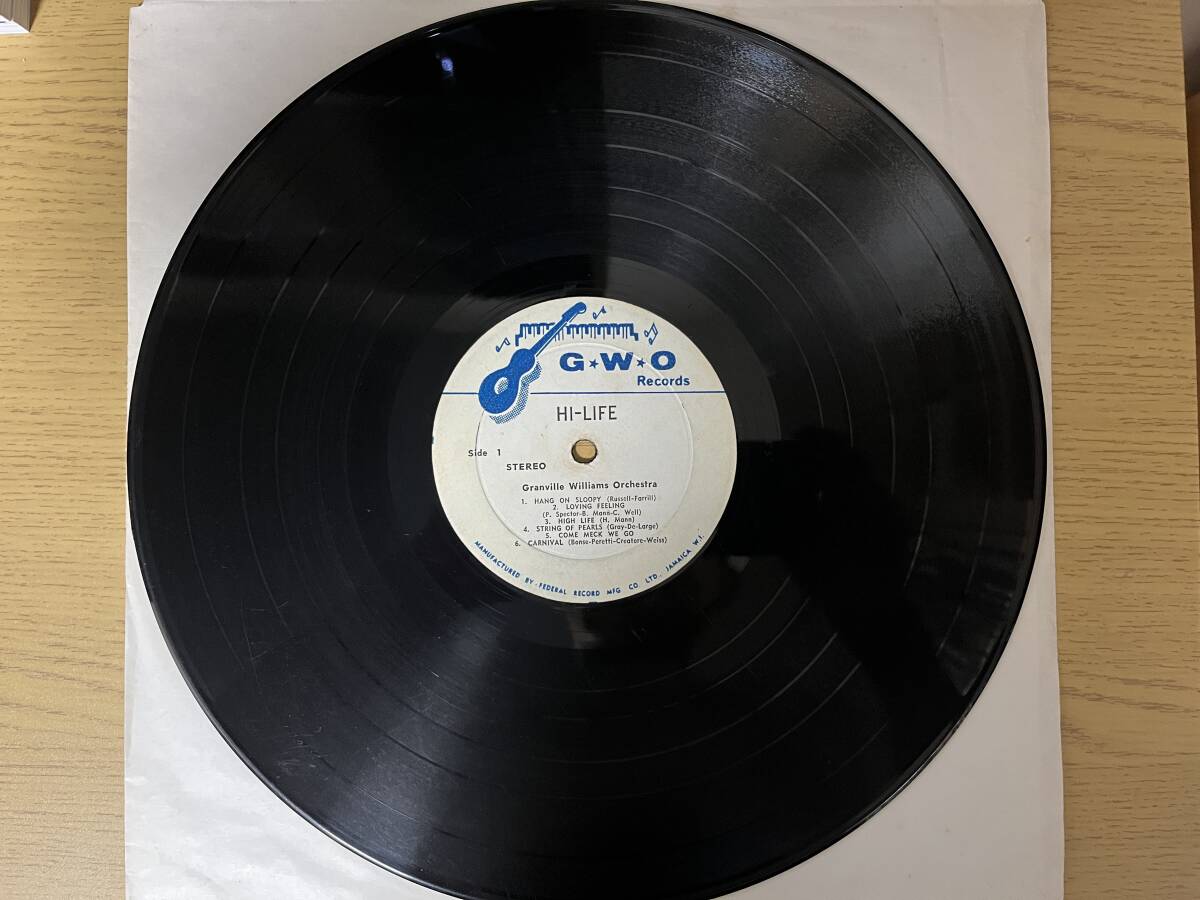 G★W★O
Records
HI-LIFE
Side 1
STEREO
Granville Williams Orchestra
1. HANG ON SLOOPY (Russell-Farrill)
2. LOVING FEELING
(P. Spector-B. Mann-C. Well)
3. HIGH LIFE (H. Mann)
4. STRING OF PEARLS (Gray-De-Large)
5. COME MECK WE GO
6. CARNIVAL (Bonse-Peretti-Creatore-Weiss)
MANUFACTURED BY FEDERAL RECORD MFG CO. LTD., JAMAICA W.I.